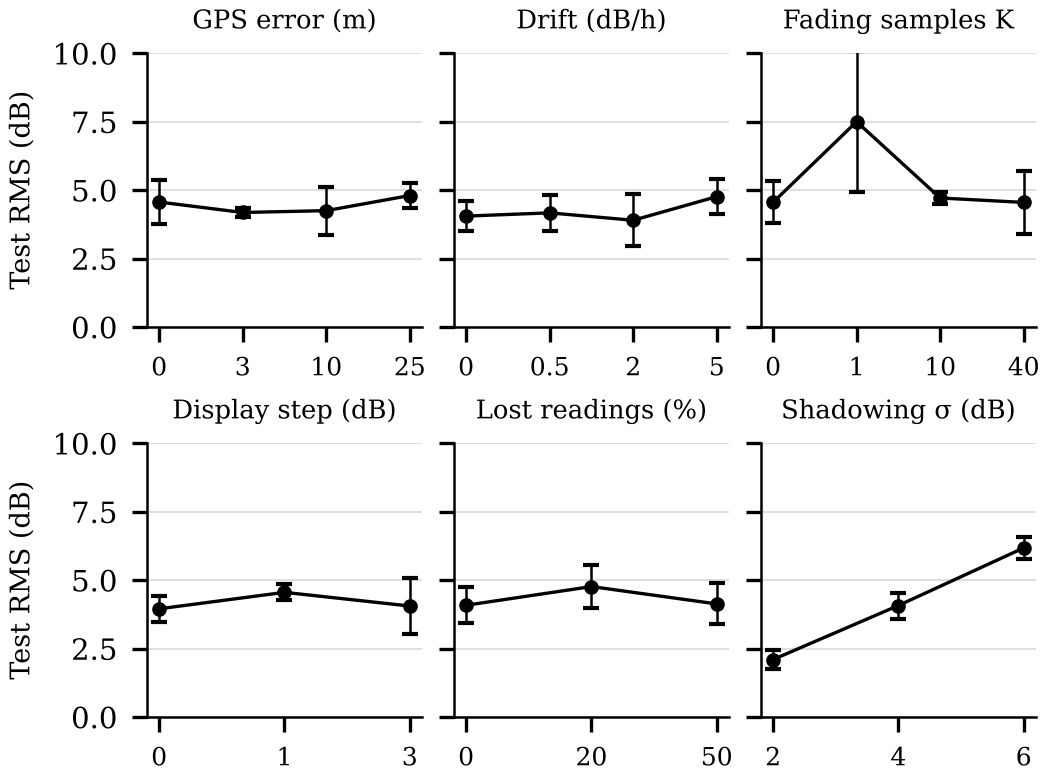 GPS error (m)
Drift (dB/h)
Fading samples K
Test RMS (dB)
10.0
7.5
5.0
2.5
0.0
0 3 10 25
0 0.5 2 5
0 1 10 40
Display step (dB)
Lost readings (%)
Shadowing σ (dB)
Test RMS (dB)
10.0
7.5
5.0
2.5
0.0
0 1 3
0 20 50
2 4 6